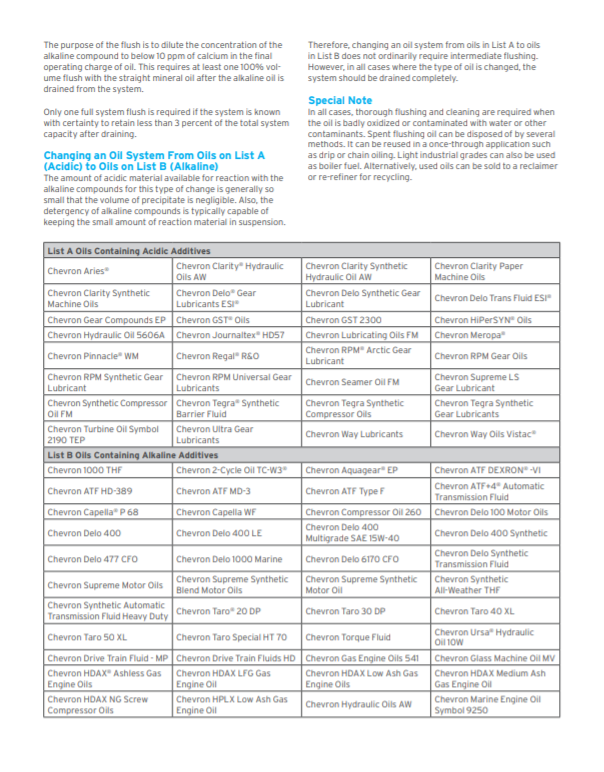 The purpose of the flush is to dilute the concentration of the
alkaline compound to below 10 ppm of calcium in the final
operating charge of oil. This requires at least one 100% vol-
ume flush with the straight mineral oil after the alkaline oil is
drained from the system.
Only one full system flush is required if the system is known
with certainty to retain less than 3 percent of the total system
capacity after draining.
Changing an Oil System From Oils on List A
(Acidic) to Oils on List B (Alkaline)
The amount of acidic material available for reaction with the
alkaline compounds for this type of change is generally so
small that the volume of precipitate is negligible. Also, the
detergency of alkaline compounds is typically capable of
keeping the small amount of reaction material in suspension.
Therefore, changing an oil system from oils in List A to oils
in List B does not ordinarily require intermediate flushing.
However, in all cases where the type of oil is changed, the
system should be drained completely.
Special Note
In all cases, thorough flushing and cleaning are required when
the oil is badly oxidized or contaminated with water or other
contaminants. Spent flushing oil can be disposed of by several
methods. It can be reused in a once-through application such
as drip or chain oiling. Light industrial grades can also be used
as boiler fuel. Alternatively, used oils can be sold to a reclaimer
or re-refiner for recycling.
List A Oils Containing Acidic Additives
Chevron Aries®
Chevron Clarity® Hydraulic
Oils AW
Chevron Clarity Synthetic
Hydraulic Oil AW
Chevron Clarity Paper
Machine Oils
Chevron Clarity Synthetic
Machine Oils
Chevron Delo® Gear
Lubricants ESI®
Chevron Delo Synthetic Gear
Lubricant
Chevron Delo Trans Fluid ESI®
Chevron Gear Compounds EP
Chevron GST® Oils
Chevron GST 2300
Chevron HiPerSYN® Oils
Chevron Hydraulic Oil 5606A
Chevron Journaltex® HD57
Chevron Lubricating Oils FM
Chevron Meropa®
Chevron Pinnacle® WM
Chevron Regal® R&O
Chevron RPM® Arctic Gear
Lubricant
Chevron RPM Gear Oils
Chevron RPM Synthetic Gear
Lubricant
Chevron RPM Universal Gear
Lubricants
Chevron Seamer Oil FM
Chevron Supreme LS
Gear Lubricant
Chevron Synthetic Compressor
Oil FM
Chevron Tegra® Synthetic
Barrier Fluid
Chevron Tegra Synthetic
Compressor Oils
Chevron Tegra Synthetic
Gear Lubricants
Chevron Turbine Oil Symbol
2190 TEP
Chevron Ultra Gear
Lubricants
Chevron Way Lubricants
Chevron Way Oils Vistac®
List B Oils Containing Alkaline Additives
Chevron 1000 THF
Chevron 2-Cycle Oil TC-W3®
Chevron Aquagear® EP
Chevron ATF DEXRON® -VI
Chevron ATF HD-389
Chevron ATF MD-3
Chevron ATF Type F
Chevron ATF+4® Automatic
Transmission Fluid
Chevron Capella® P 68
Chevron Capella WF
Chevron Compressor Oil 260
Chevron Delo 100 Motor Oils
Chevron Delo 400
Chevron Delo 400 LE
Chevron Delo 400
Multigrade SAE 15W-40
Chevron Delo 400 Synthetic
Chevron Delo 477 CFO
Chevron Delo 1000 Marine
Chevron Delo 6170 CFO
Chevron Delo Synthetic
Transmission Fluid
Chevron Supreme Motor Oils
Chevron Supreme Synthetic
Blend Motor Oils
Chevron Supreme Synthetic
Motor Oil
Chevron Synthetic
All-Weather THF
Chevron Synthetic Automatic
Transmission Fluid Heavy Duty
Chevron Taro® 20 DP
Chevron Taro 30 DP
Chevron Taro 40 XL
Chevron Taro 50 XL
Chevron Taro Special HT 70
Chevron Torque Fluid
Chevron Ursa® Hydraulic
Oil 10W
Chevron Drive Train Fluid - MP
Chevron Drive Train Fluids HD
Chevron Gas Engine Oils 541
Chevron Glass Machine Oil MV
Chevron HDAX® Ashless Gas
Engine Oils
Chevron HDAX LFG Gas
Engine Oil
Chevron HDAX Low Ash Gas
Engine Oils
Chevron HDAX Medium Ash
Gas Engine Oil
Chevron HDAX NG Screw
Compressor Oils
Chevron HPLX Low Ash Gas
Engine Oil
Chevron Hydraulic Oils AW
Chevron Marine Engine Oil
Symbol 9250